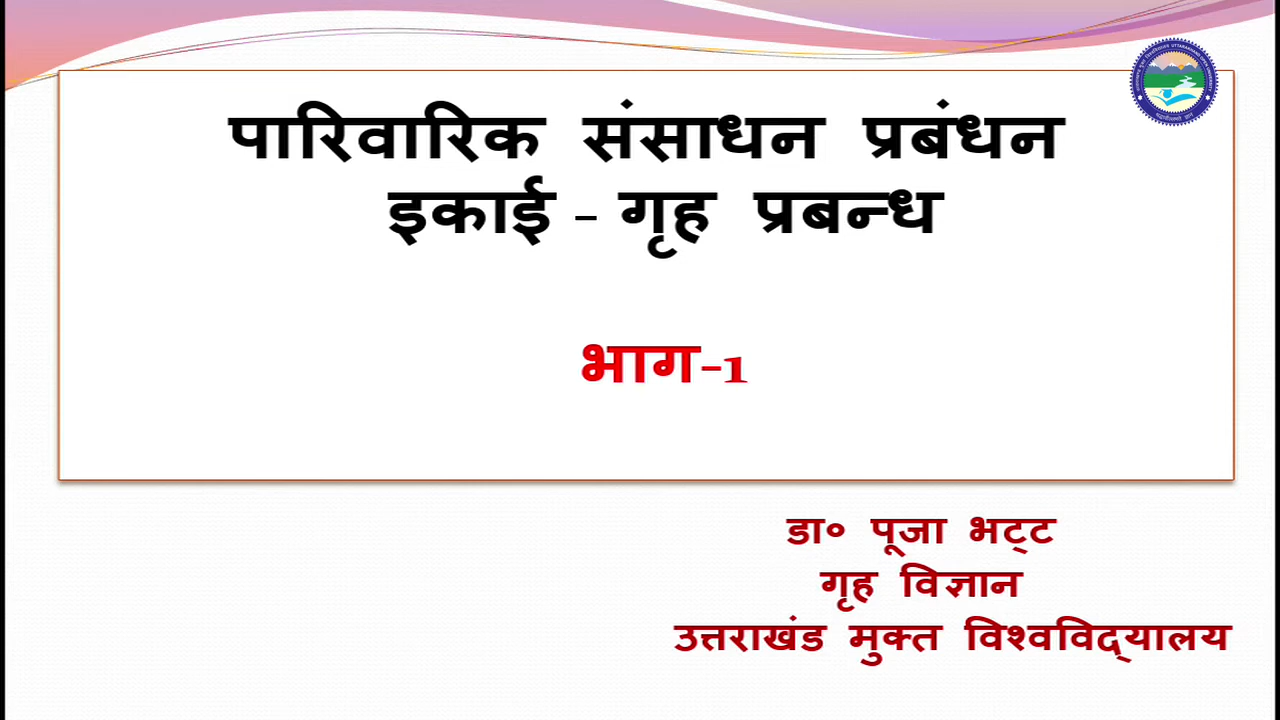 पारिवारिक संसाधन प्रबंधन
इकाई - गृह प्रबन्ध
भाग-1
डा० पूजा भट्ट
गृह विज्ञान
उत्तराखंड मुक्त विश्वविद्यालय